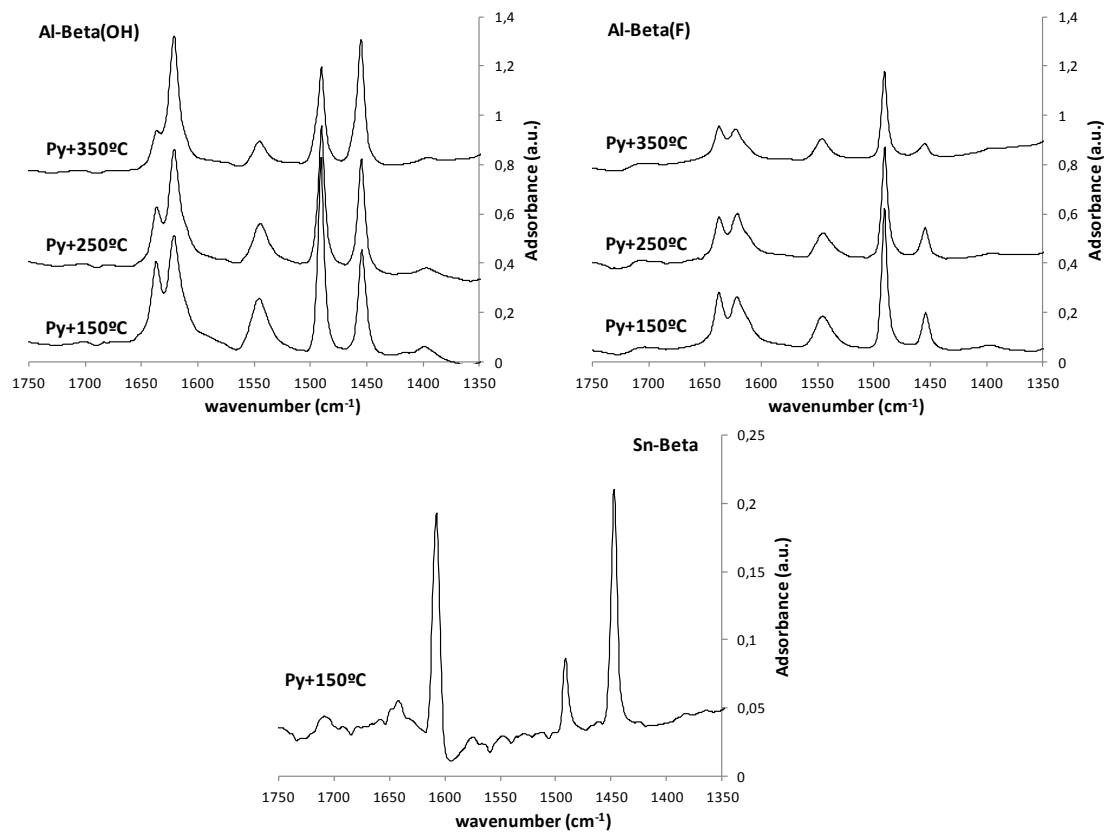 Al-Beta(OH)
Py+350ºC
Py+250ºC
Py+150ºC
1,4
1,2
1
0,8
0,6
0,4
0,2
0
Adsorbance (a.u.)
1750 1700 1650 1600 1550 1500 1450 1400 1350
wavenumber (cm-1)
Al-Beta(F)
Py+350ºC
Py+250ºC
Py+150ºC
1,4
1,2
1
0,8
0,6
0,4
0,2
0
Adsorbance (a.u.)
1750 1700 1650 1600 1550 1500 1450 1400 1350
wavenumber (cm-1)
Sn-Beta
Py+150ºC
0,25
0,2
0,15
0,1
0,05
0
Adsorbance (a.u.)
1750 1700 1650 1600 1550 1500 1450 1400 1350
wavenumber (cm-1)